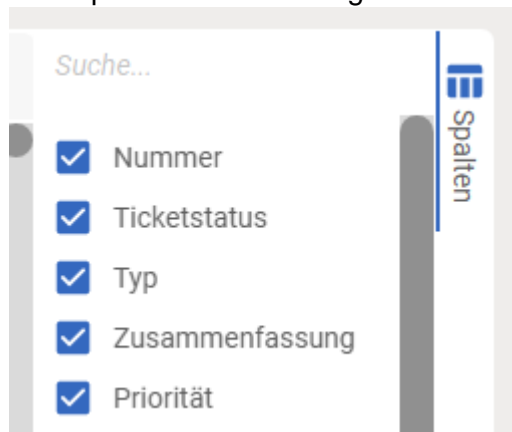 Suche...
Nummer
Ticketstatus
Typ
Zusammenfassung
Priorität
Spalten